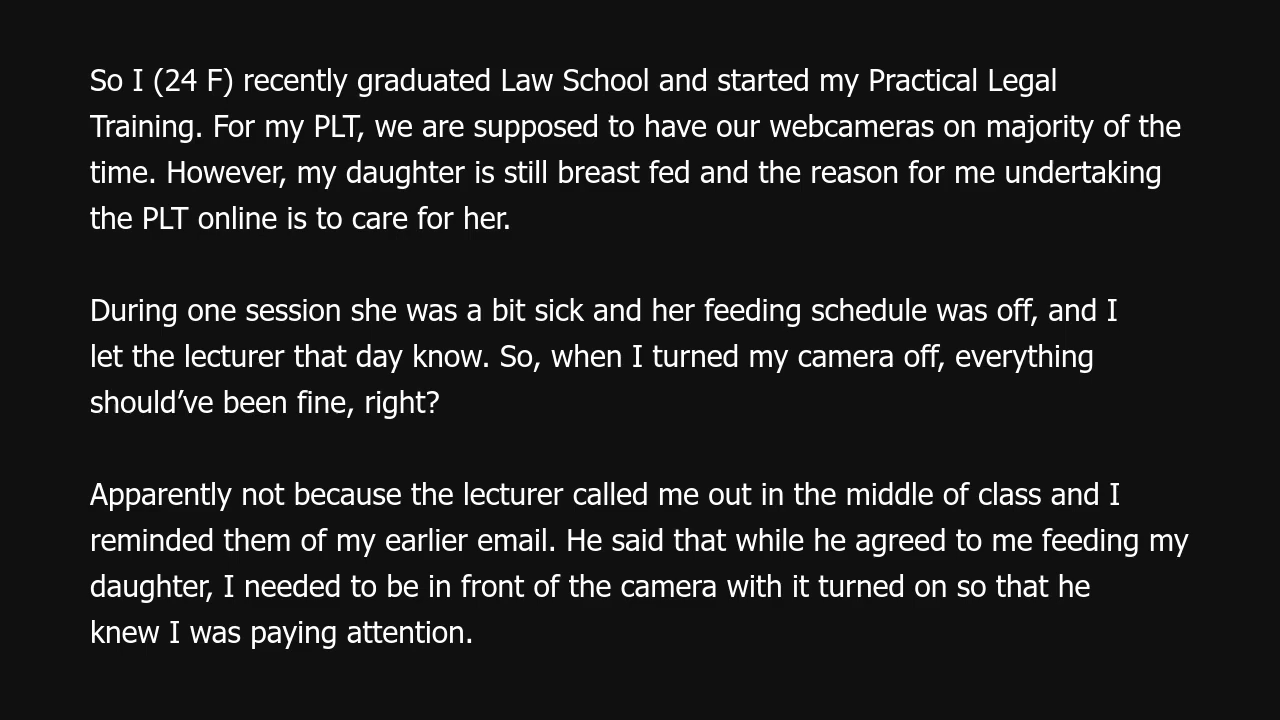 So I (24 F) recently graduated Law School and started my Practical Legal
Training. For my PLT, we are supposed to have our webcameras on majority of the
time. However, my daughter is still breast fed and the reason for me undertaking
the PLT online is to care for her.
During one session she was a bit sick and her feeding schedule was off, and I
let the lecturer that day know. So, when I turned my camera off, everything
should’ve been fine, right?
Apparently not because the lecturer called me out in the middle of class and I
reminded them of my earlier email. He said that while he agreed to me feeding my
daughter, I needed to be in front of the camera with it turned on so that he
knew I was paying attention.